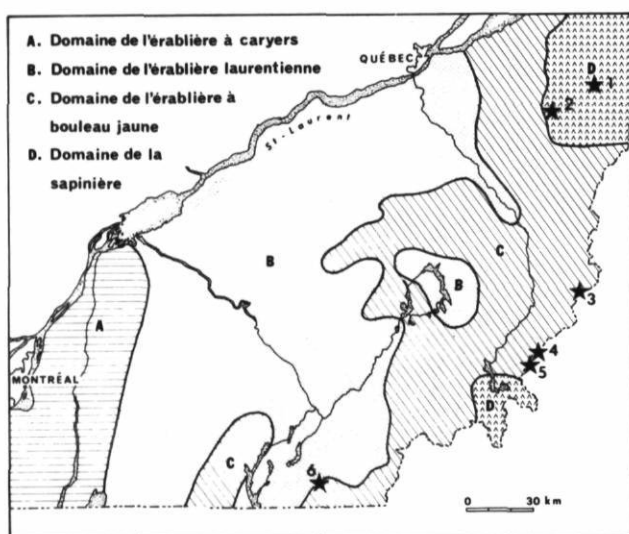 A. Domaine de l'érablière à caryers
B. Domaine de l'érablière laurentienne
C. Domaine de l'érablière à
bouleau jaune
D. Domaine de la
sapinière
QUÉBEC
St-Laurent
D
1
2
C
B
B
3
A
4
5
MONTRÉAL
D
C
6
0 30 km